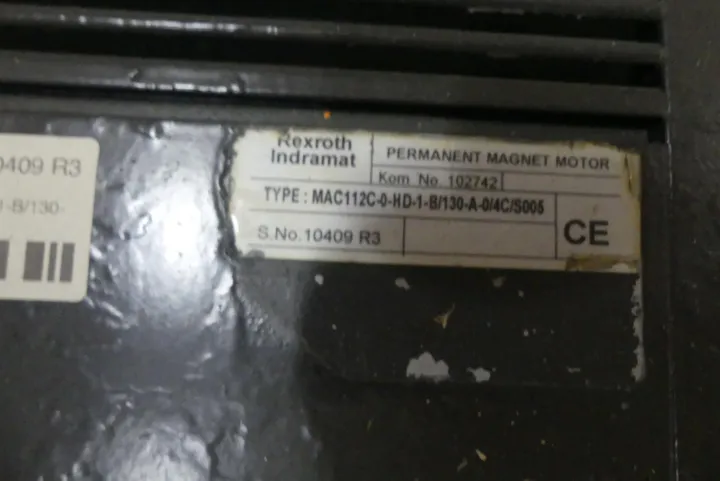 0409 R3
-1-B/130-
Rexroth
Indramat
PERMANENT MAGNET MOTOR
Kom. No. 102742
TYPE : MAC112C-0-HD-1-B/130-A-0/4C/S005
S.No.10409 R3
CE